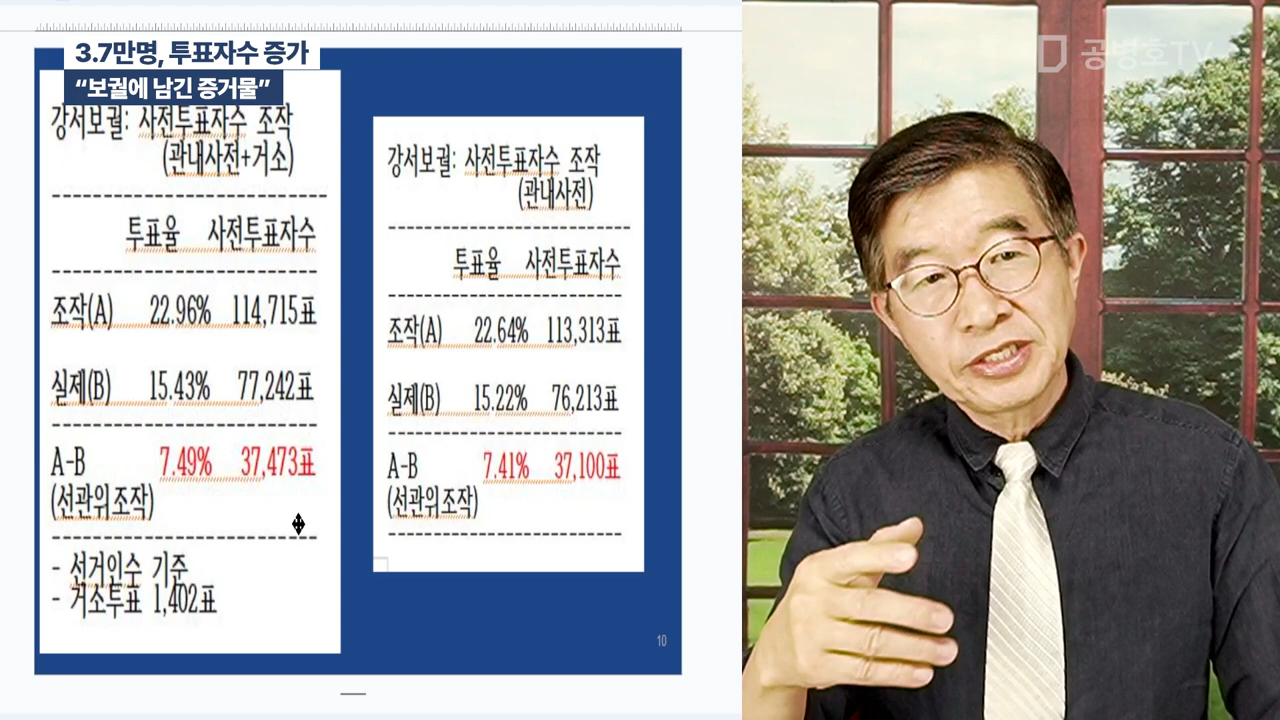 3.7만명, 투표자수 증가
“보궐에 남긴 증거물”
강서보궐: 사전투표자수 조작
(관내사전+거소)
투표율 사전투표자수
조작(A) 22.96% 114,715표
실제(B) 15.43% 77,242표
A-B 7.49% 37,473표
(선관위조작)
- 선거인수 기준
- 거소투표 1,402표
강서보궐: 사전투표자수 조작
(관내사전)
투표율 사전투표자수
조작(A) 22.64% 113,313표
실제(B) 15.22% 76,213표
A-B 7.41% 37,100표
(선관위조작)
10
공병호TV